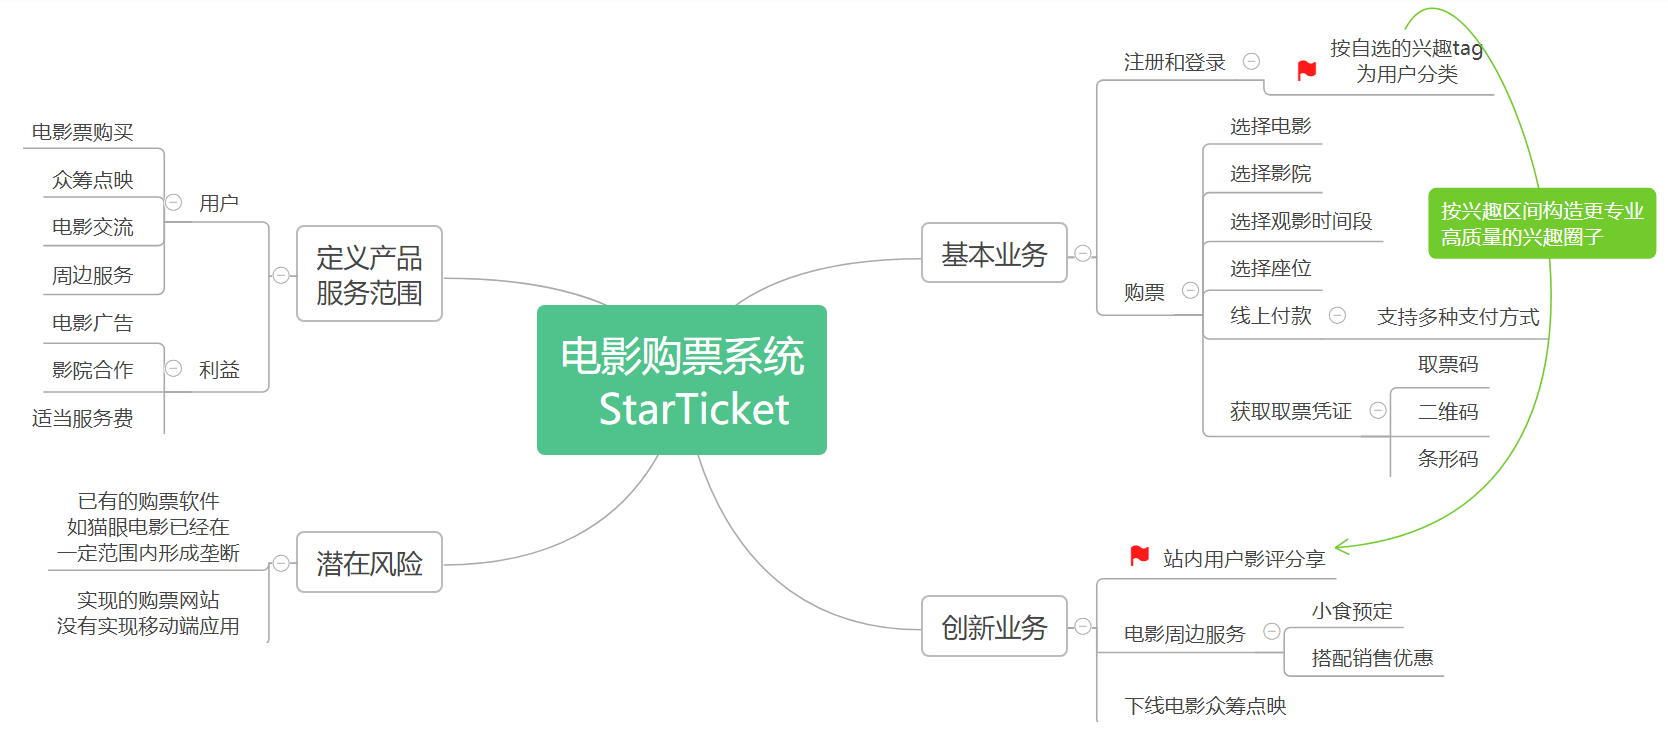 电影购票系统
StarTicket
定义产品
服务范围
用户
电影票购买
众筹点映
电影交流
周边服务
利益
电影广告
影院合作
适当服务费
潜在风险
已有的购票软件
如猫眼电影已经在
一定范围内形成垄断
实现的购票网站
没有实现移动端应用
基本业务
注册和登录
按自选的兴趣tag
为用户分类
购票
选择电影
选择影院
选择观影时间段
选择座位
线上付款
支持多种支付方式
获取取票凭证
取票码
二维码
条形码
按兴趣区间构造更专业
高质量的兴趣圈子
创新业务
站内用户影评分享
电影周边服务
小食预定
搭配销售优惠
下线电影众筹点映